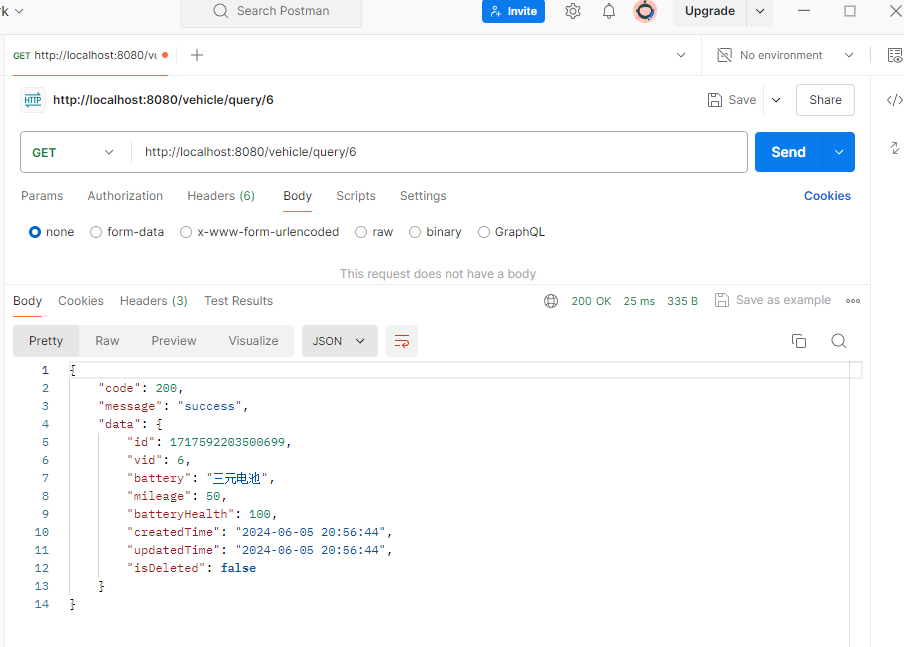 rk
Search Postman
Invite
Upgrade
GET http://localhost:8080/ve
No environment
HTTP
http://localhost:8080/vehicle/query/6
Save
Share
GET
http://localhost:8080/vehicle/query/6
Send
Params
Authorization
Headers (6)
Body
Scripts
Settings
Cookies
none
form-data
x-www-form-urlencoded
raw
binary
GraphQL
This request does not have a body
Body
Cookies
Headers (3)
Test Results
200 OK
25 ms
335 B
Save as example
Pretty
Raw
Preview
Visualize
JSON
1 {
2 "code": 200,
3 "message": "success",
4 "data": {
5 "id": 1717592203500699,
6 "vid": 6,
7 "battery": "三元电池",
8 "mileage": 50,
9 "batteryHealth": 100,
10 "createdTime": "2024-06-05 20:56:44",
11 "updatedTime": "2024-06-05 20:56:44",
12 "isDeleted": false
13 }
14 }